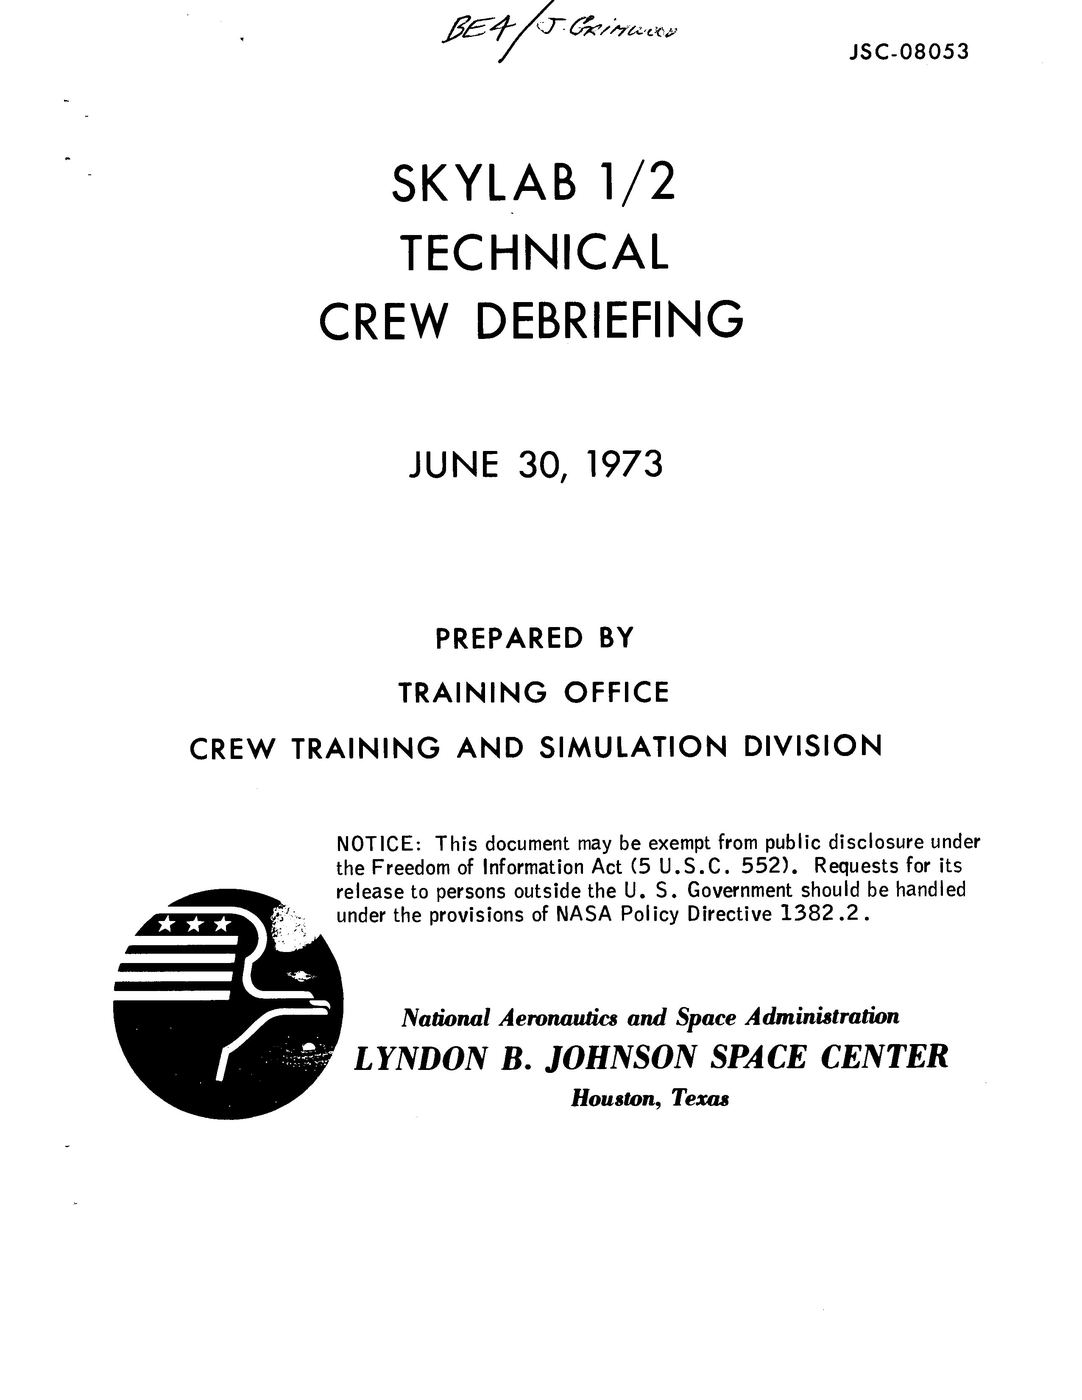 BE4/J. Grimwood
JSC-08053
SKYLAB 1/2
TECHNICAL
CREW DEBRIEFING
JUNE 30, 1973
PREPARED BY
TRAINING OFFICE
CREW TRAINING AND SIMULATION DIVISION
NOTICE: This document may be exempt from public disclosure under
the Freedom of Information Act (5 U.S.C. 552). Requests for its
release to persons outside the U. S. Government should be handled
under the provisions of NASA Policy Directive 1382.2.
National Aeronautics and Space Administration
LYNDON B. JOHNSON SPACE CENTER
Houston, Texas